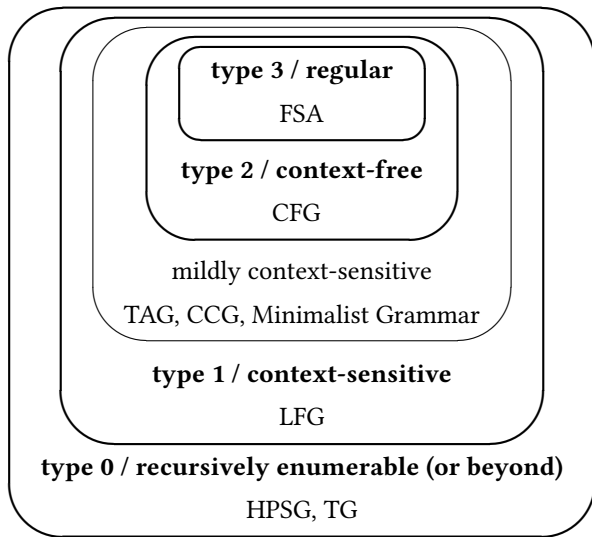 type 3 / regular
FSA
type 2 / context-free
CFG
mildly context-sensitive
TAG, CCG, Minimalist Grammar
type 1 / context-sensitive
LFG
type 0 / recursively enumerable (or beyond)
HPSG, TG